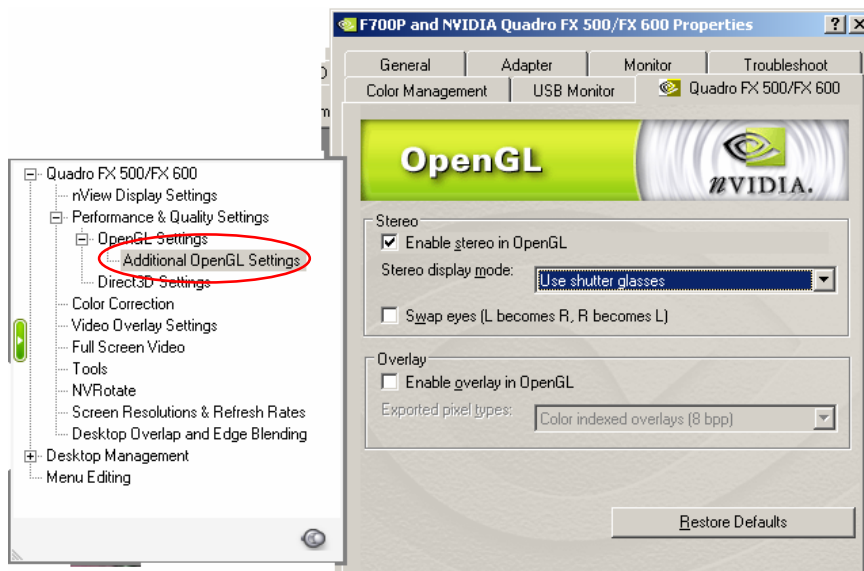 F700P and NVIDIA Quadro FX 500/FX 600 Properties
General Adapter Monitor Troubleshoot
Color Management USB Monitor Quadro FX 500/FX 600
OpenGL
nVIDIA.
Quadro FX 500/FX 600
nView Display Settings
Performance & Quality Settings
OpenGL Settings
Additional OpenGL Settings
Direct3D Settings
Color Correction
Video Overlay Settings
Full Screen Video
Tools
NVRotate
Screen Resolutions & Refresh Rates
Desktop Overlap and Edge Blending
Desktop Management
Menu Editing
Stereo
Enable stereo in OpenGL
Stereo display mode: Use shutter glasses
Swap eyes (L becomes R, R becomes L)
Overlay
Enable overlay in OpenGL
Exported pixel types: Color indexed overlays (8 bpp)
Restore Defaults